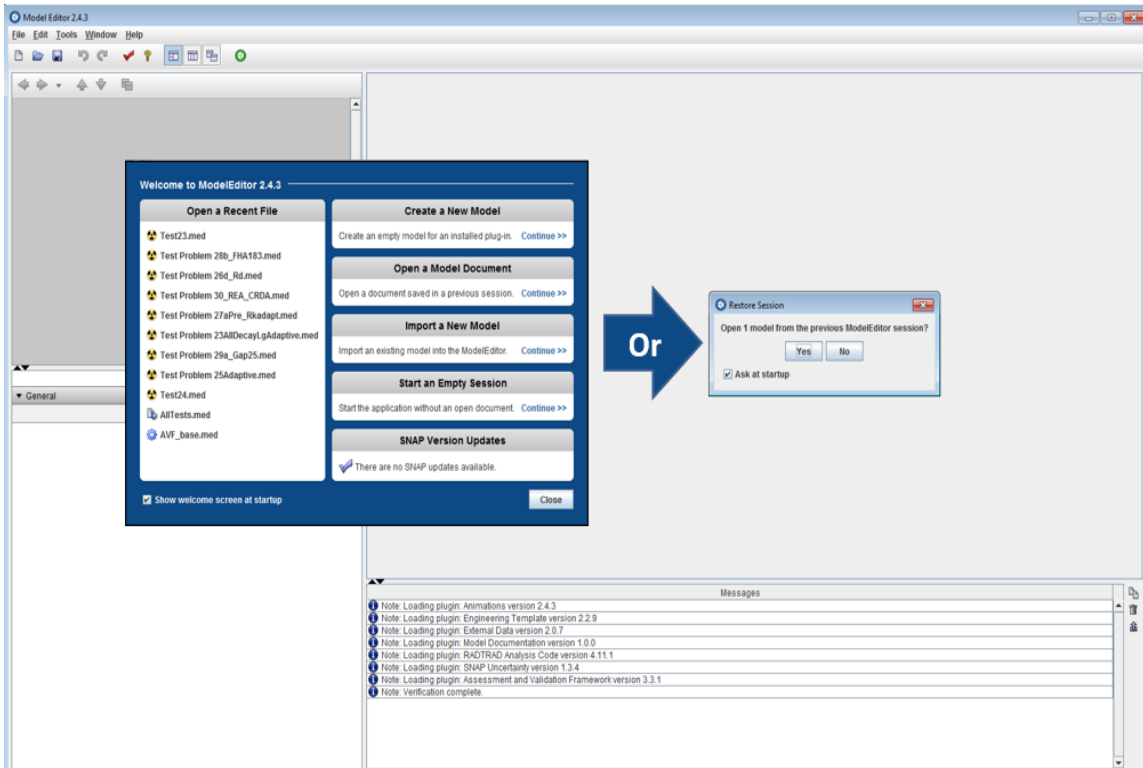 Model Editor 2.4.3
File Edit Tools Window Help
Welcome to ModelEditor 2.4.3
Open a Recent File
Test23.med
Test Problem 28b_FHA183.med
Test Problem 26d_Rd.med
Test Problem 30_REA_CRDA.med
Test Problem 27aPre_Rkadapt.med
Test Problem 23AllDecayLgAdaptive.med
Test Problem 29a_Gap25.med
Test Problem 25Adaptive.med
Test24.med
AllTests.med
AVF_base.med
Create a New Model
Create an empty model for an installed plug-in. Continue >>
Open a Model Document
Open a document saved in a previous session. Continue >>
Import a New Model
Import an existing model into the ModelEditor. Continue >>
Start an Empty Session
Start the application without an open document. Continue >>
SNAP Version Updates
There are no SNAP updates available.
Show welcome screen at startup
Close
Or
Restore Session
Open 1 model from the previous ModelEditor session?
Yes No
Ask at startup
General
Messages
Note: Loading plugin: Animations version 2.4.3
Note: Loading plugin: Engineering Template version 2.2.9
Note: Loading plugin: External Data version 2.0.7
Note: Loading plugin: Model Documentation version 1.0.0
Note: Loading plugin: RADTRAD Analysis Code version 4.11.1
Note: Loading plugin: SNAP Uncertainty version 1.3.4
Note: Loading plugin: Assessment and Validation Framework version 3.3.1
Note: Verification complete.